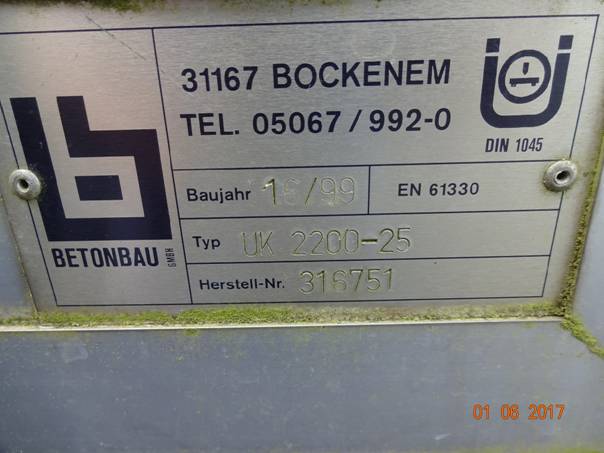 31167 BOCKENEM
TEL. 05067/992-0
DIN 1045
BETONBAU GMBH
Baujahr 16/99
EN 61330
Typ UK 2200-25
Herstell-Nr. 316751
01 06 2017